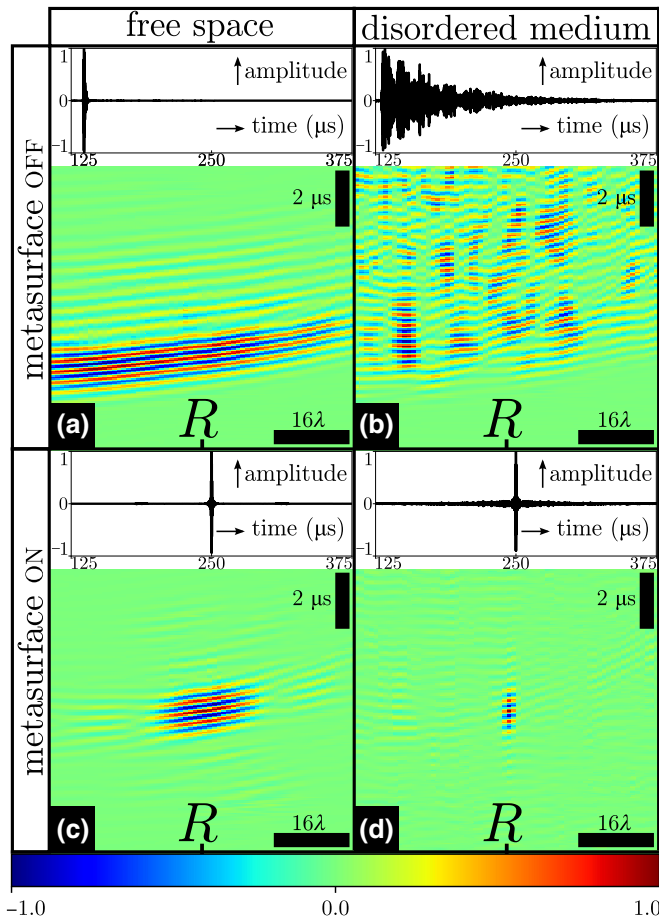 free space
disordered medium
metasurface OFF
1
0
−1
amplitude
time (µs)
125
250
375
2 µs
(a)
R
16λ
1
0
−1
amplitude
time (µs)
125
250
375
2 µs
(b)
R
16λ
metasurface ON
1
0
−1
amplitude
time (µs)
125
250
375
2 µs
(c)
R
16λ
1
0
−1
amplitude
time (µs)
125
250
375
2 µs
(d)
R
16λ
−1.0
0.0
1.0